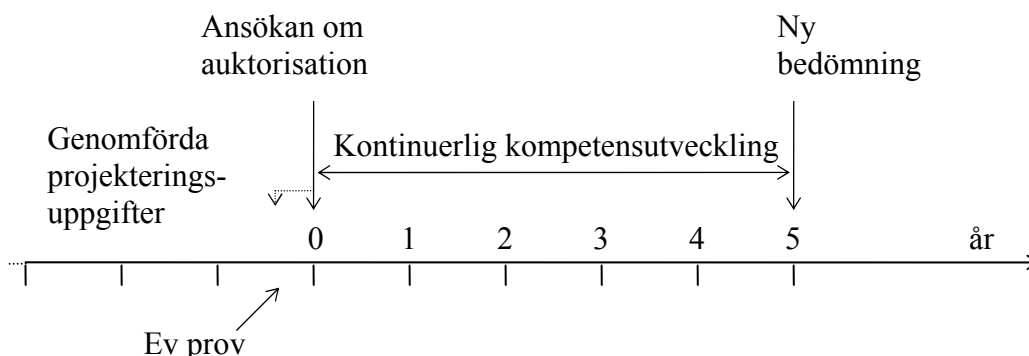 Ansökan om
auktorisation
Ny
bedömning
Genomförda
projekterings-
uppgifter
Kontinuerlig kompetensutveckling
0 1 2 3 4 5 år
Ev prov